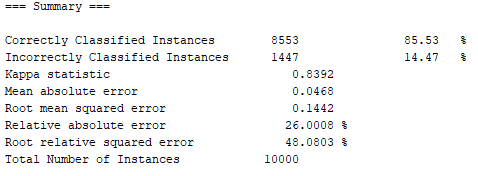 === Summary ===
Correctly Classified Instances 8553 85.53 %
Incorrectly Classified Instances 1447 14.47 %
Kappa statistic 0.8392
Mean absolute error 0.0468
Root mean squared error 0.1442
Relative absolute error 26.0008 %
Root relative squared error 48.0803 %
Total Number of Instances 10000